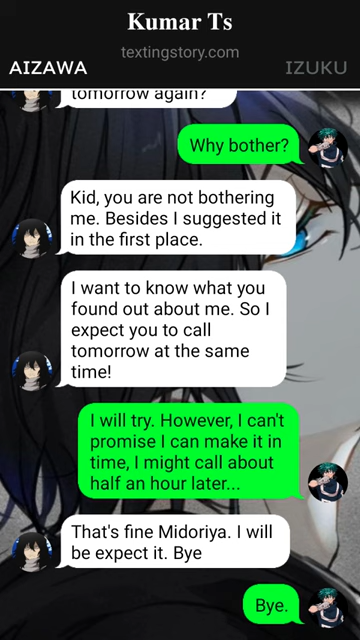 Kumar Ts
textingstory.com
AIZAWA
IZUKU
tomorrow again?
Why bother?
Kid, you are not bothering
me. Besides I suggested it
in the first place.
I want to know what you
found out about me. So I
expect you to call
tomorrow at the same
time!
I will try. However, I can't
promise I can make it in
time, I might call about
half an hour later...
That's fine Midoriya. I will
be expect it. Bye
Bye.